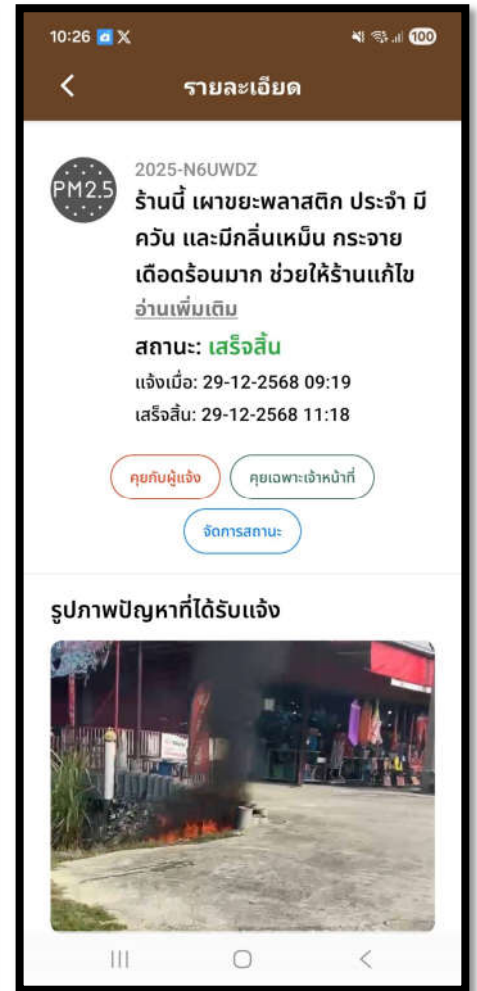 10:26
100
รายละเอียด
PM2.5
2025-N6UWDZ
ร้านนี้ เผาขยะพลาสติก ประจำ มี
ควัน และมีกลิ่นเหม็น กระจาย
เดือดร้อนมาก ช่วยให้ร้านแก้ไข
อ่านเพิ่มเติม
สถานะ: เสร็จสิ้น
แจ้งเมื่อ: 29-12-2568 09:19
เสร็จสิ้น: 29-12-2568 11:18
คุยกับผู้แจ้ง
คุยเฉพาะเจ้าหน้าที่
จัดการสถานะ
รูปภาพปัญหาที่ได้รับแจ้ง